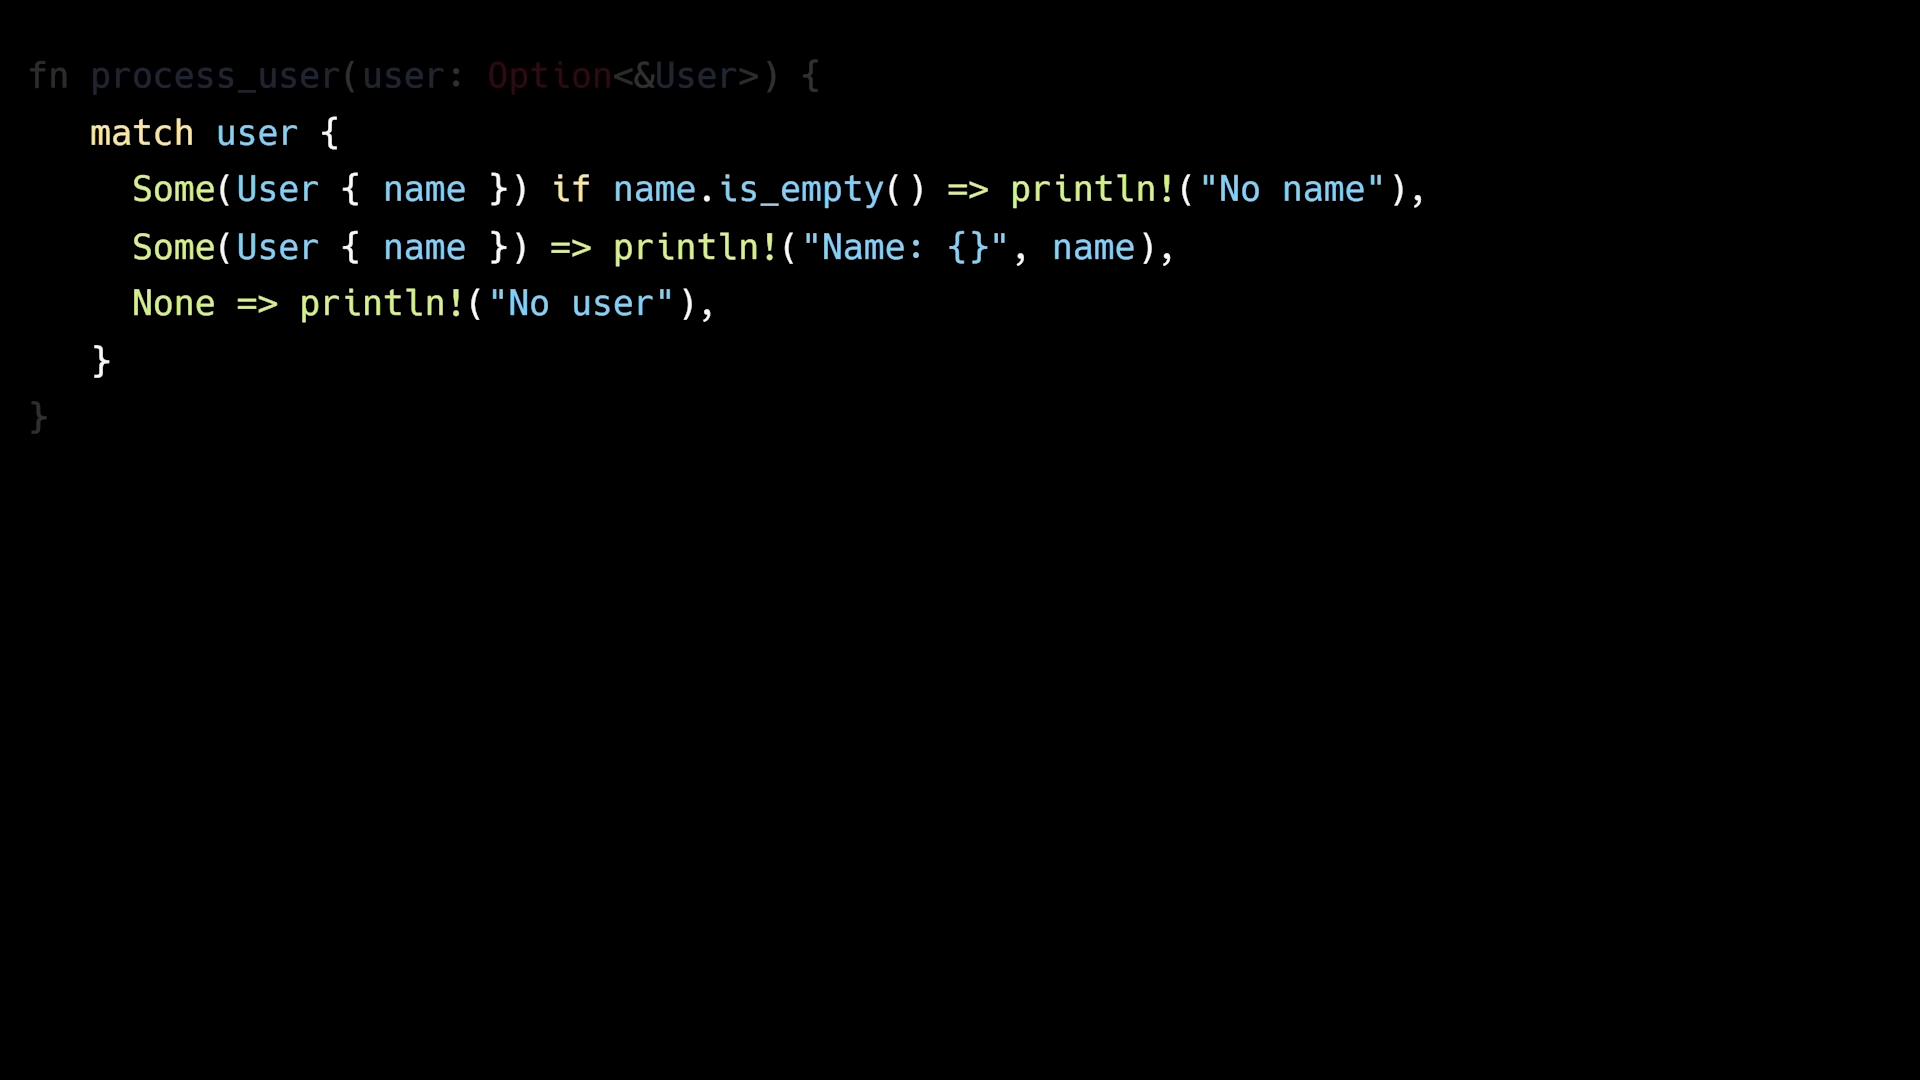 fn process_user(user: Option<&User>) {
match user {
Some(User { name }) if name.is_empty() => println!("No name"),
Some(User { name }) => println!("Name: {}", name),
None => println!("No user"),
}
}